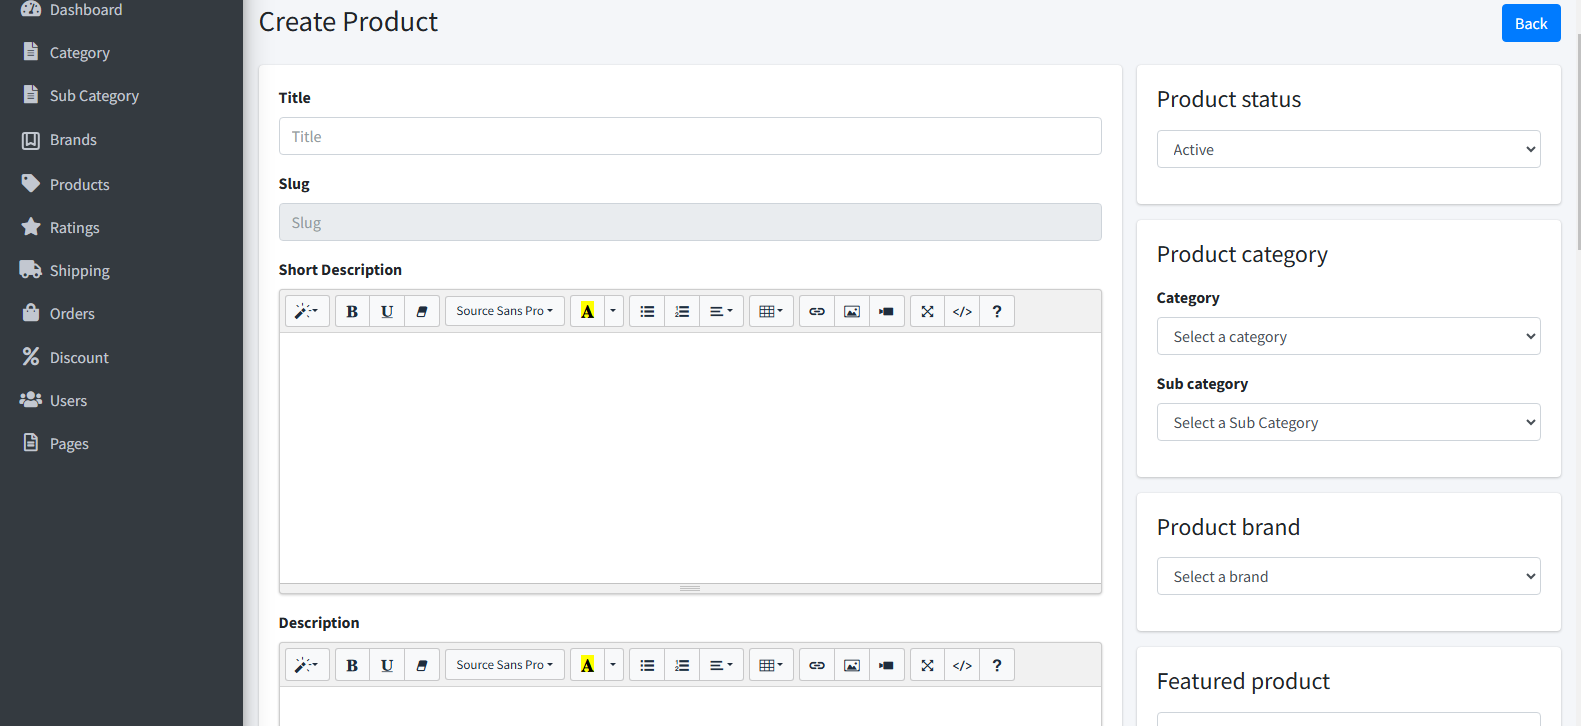 Dashboard
Category
Sub Category
Brands
Products
Ratings
Shipping
Orders
Discount
Users
Pages
Create Product
Back
Title
Title
Slug
Slug
Short Description
B U Source Sans Pro A </> ?
Description
B U Source Sans Pro A </> ?
Product status
Active
Product category
Category
Select a category
Sub category
Select a Sub Category
Product brand
Select a brand
Featured product